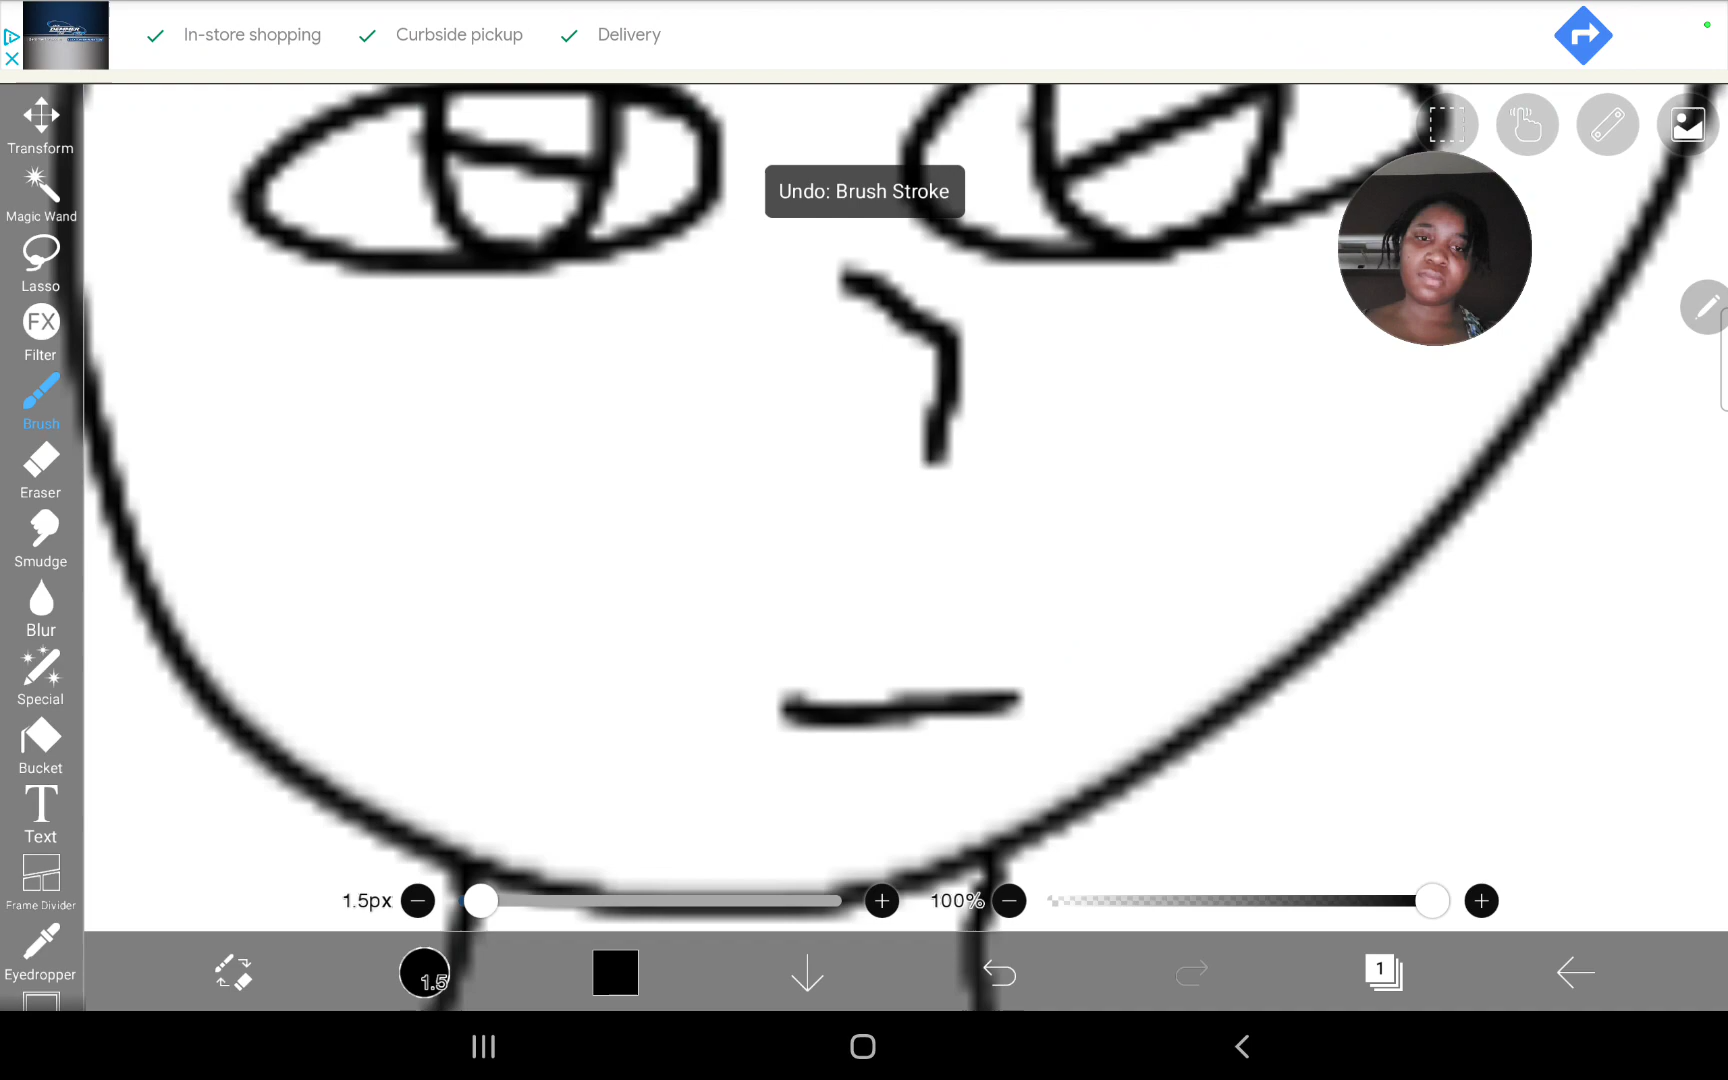 In-store shopping
Curbside pickup
Delivery
Transform
Magic Wand
Undo: Brush Stroke
Lasso
FX
Filter
Brush
Eraser
Smudge
Blur
Special
Bucket
T
Text
Frame Divider
1.5px
100%
Eyedropper
1.5
1